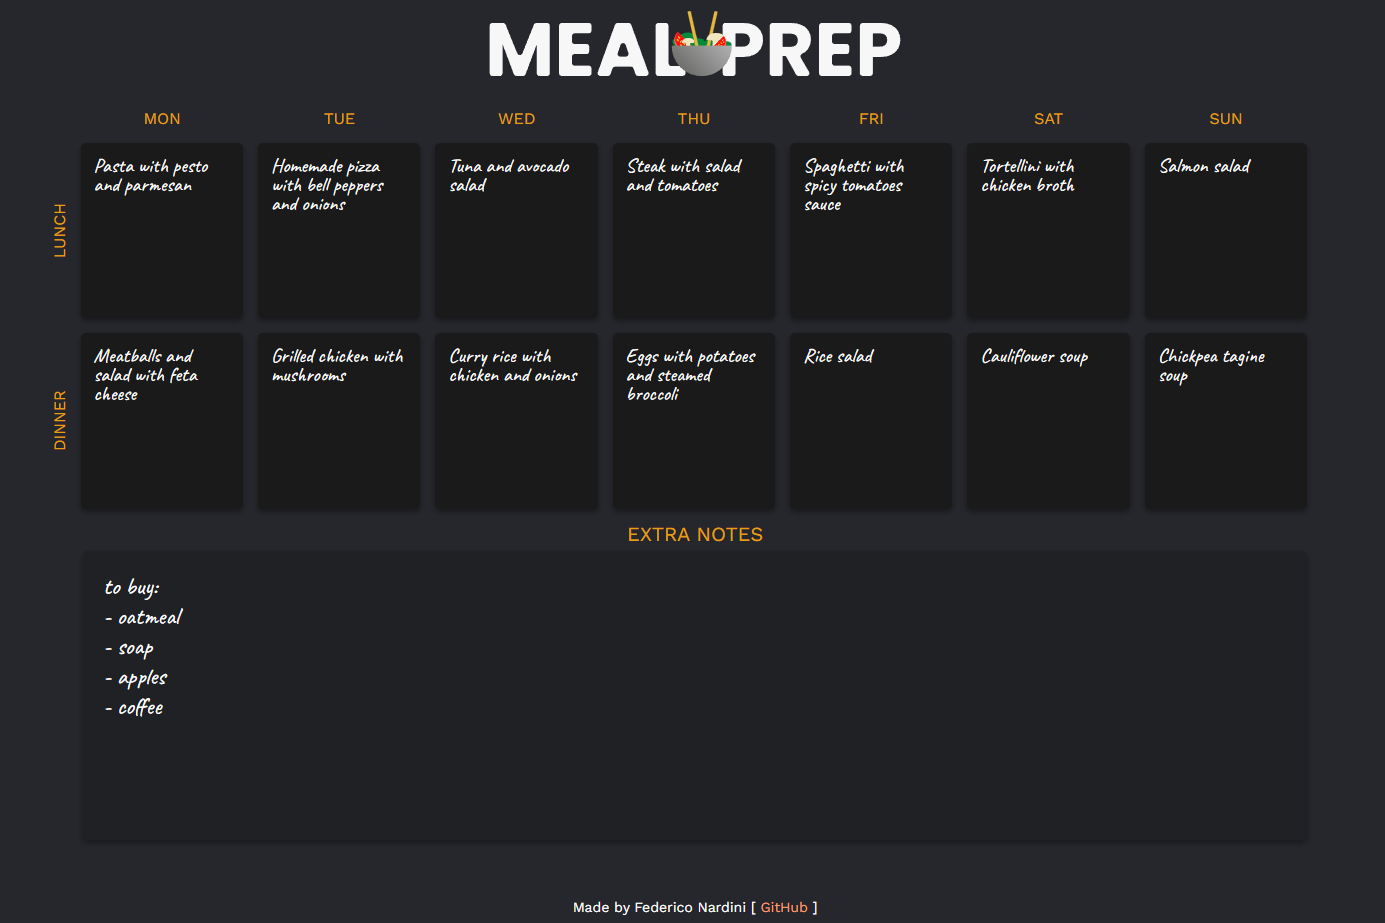 MEAL PREP
MON TUE WED THU FRI SAT SUN
LUNCH
Pasta with pesto
and parmesan
Homemade pizza
with bell peppers
and onions
Tuna and avocado
salad
Steak with salad
and tomatoes
Spaghetti with
spicy tomatoes
sauce
Tortellini with
chicken broth
Salmon salad
DINNER
Meatballs and
salad with feta
cheese
Grilled chicken with
mushrooms
Curry rice with
chicken and onions
Eggs with potatoes
and steamed
broccoli
Rice salad
Cauliflower soup
Chickpea tagine
soup
EXTRA NOTES
to buy:
- oatmeal
- soap
- apples
- coffee
Made by Federico Nardini [ GitHub ]